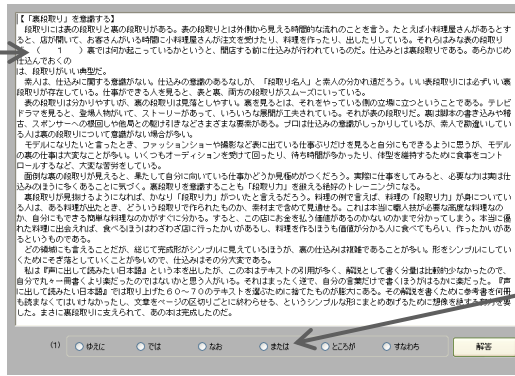 【「裏段取り」を意識する】
段取りには表の段取りと裏の段取りがある。表の段取りとは外側から見える時間的な流れのことを言う。たとえば小料理屋さんがあるとする
と、店が開いて、お客さんがいる時間に小料理屋さんが注文を受けたり、料理を作ったり、出したりしている。それらはみな表の段取り
。（　１　）裏では何か起こっているかというと、開店する前に仕込みが行われているのだ。仕込みとは裏段取りである。あらかじめ
仕込んでおくの
は、段取りがいい典型だ。
素人は、仕込みに関する意識がない。仕込みの意識のあるなしが、「段取り名人」と素人の分かれ道だろう。いい表段取りには必ずいい裏
段取りが存在している。仕事ができる人を見ると、表と裏、両方の段取りがスムーズにいっている。
表の段取りは分かりやすいが、裏の段取りは見落としやすい。裏を見るとは、それをやっている側の立場に立つということである。テレビ
ドラマを見ると、登場人物がいて、ストーリーがあって、いろいろな展開が工夫されている。それが表の段取りだ。裏は脚本の書き込みや稽
古、スポンサーへの根回しや他局との駆け引きなどさまざまな要素がある。プロは仕込みの意識がしっかりしているが、素人で勘違いしてい
る人は裏の段取りについて意識がない場合が多い。
モデルになりたいと言ったとき、ファッションショーや撮影など表に出ている仕事ぶりだけを見ると自分にもできるように思うが、モデル
の裏の仕事は大変なことが多い。いくつもオーディションを受けて回ったり、待ち時間が多かったり、体型を維持するために食事をコント
ロールするなど、大変な苦労をしている。
面倒な裏の段取りが見えると、果たして自分に向いている仕事かどうか見極めがつくだろう。実際に仕事をしてみると、必要な力は実は仕
込みのほうに多くあることに気づく。裏段取りを意識することも「段取り力」を鍛える絶好のトレーニングになる。
裏段取りが見抜けるようになれば、かなり「段取り力」がついたと言えるだろう。料理の例で言えば、料理の「段取り力」が身についてい
る人は、ある料理が出たとき、どういう段取りで作られたものか、素材まで含めて見通せる。これは本当に職人技が必要な高度な料理なの
か、自分にもできる簡単な料理なのかがすぐに分かる。すると、この店にお金を払う価値があるのかないのかまで分かってしまう。本当に優
れた料理に出会えれば、食べるほうはわざわざ店に行ったかいがあるし、料理を作るほうも価値が分かる人に食べてもらい、作ったかいがあ
るというものである。
どの領域にも言えることだが、総じて完成形がシンプルに見えているほうが、裏の仕込みは複雑であることが多い。形をシンプルにしてい
くためにそぎ落としていくことが多いので、仕込みはその分大変である。
私は『声に出して読みたい日本語』という本を出したが、この本はテキストの引用が多く、解説として書く分量は比較的少なかったので、
自分で丸々一冊書くより楽だったのではないかと思う人がいる。それはまったく逆で、自分の言葉だけで書くほうがはるかに楽だった。『声
に出して読みたい日本語』では取り上げた６０～７０のテキストを選ぶために捨てたものが膨大にある。その解説を書くために参考書を何冊
も読まなくてはいけなかったし、文章をページの区切りごとに終わらせる、というシンプルな形にまとめあげるために想像を絶する段取を要
した。まさに裏段取りに支えられて、あの本は完成したのだ。
(1) ゆえに では なお または ところが すなわち 解答